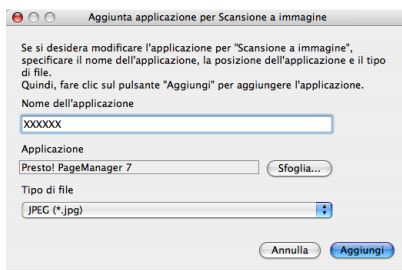 Aggiunta applicazione per Scansione a immagine
Se si desidera modificare l'applicazione per "Scansione a immagine",
specificare il nome dell'applicazione, la posizione dell'applicazione e il tipo
di file.
Quindi, fare clic sul pulsante "Aggiungi" per aggiungere l'applicazione.
Nome dell'applicazione
XXXXXX
Applicazione
Presto! PageManager 7
Sfoglia...
Tipo di file
JPEG (*.jpg)
Annulla
Aggiungi